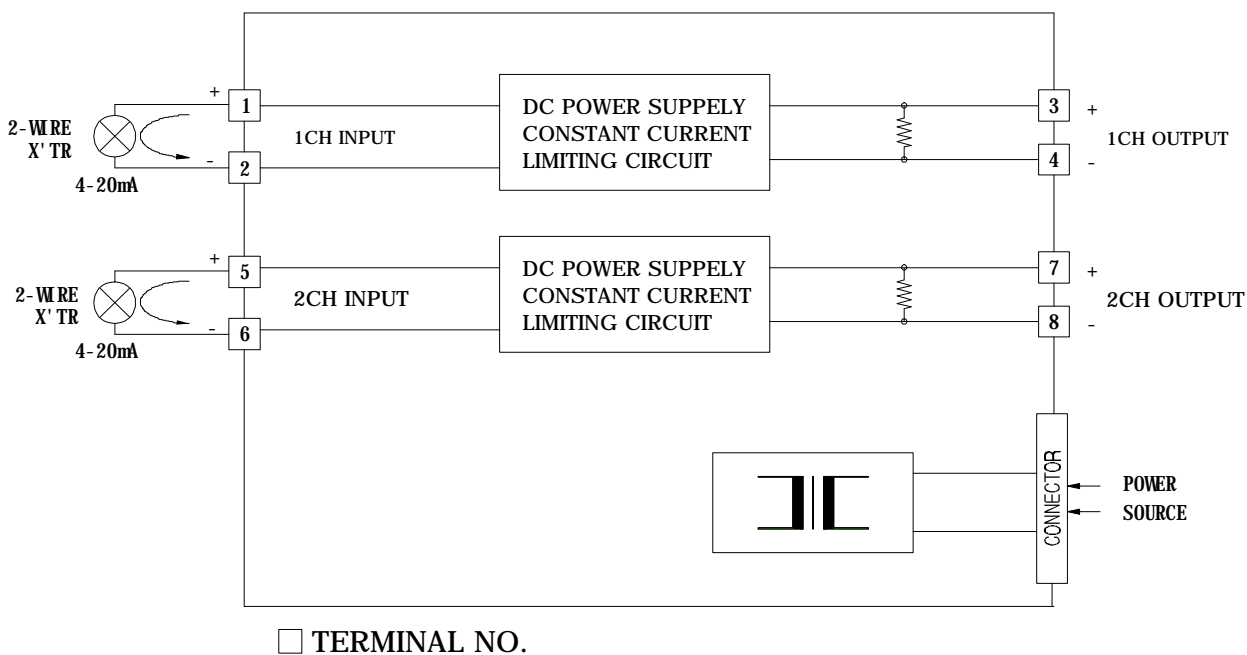 +
1
2-WIRE
X'TR
-
2
4-20mA
1CH INPUT
DC POWER SUPPELY
CONSTANT CURRENT
LIMITING CIRCUIT
3
+
4
-
1CH OUTPUT
+
5
2-WIRE
X'TR
-
6
4-20mA
2CH INPUT
DC POWER SUPPELY
CONSTANT CURRENT
LIMITING CIRCUIT
7
+
8
-
2CH OUTPUT
CONNECTOR
POWER
SOURCE
TERMINAL NO.